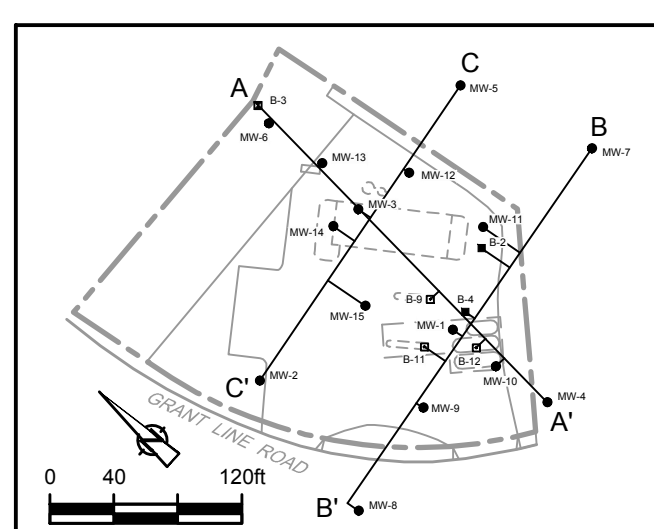 C
MW-5
A
B-3
MW-6
B
MW-7
MW-13
MW-12
MW-3
MW-14
MW-11
B-2
B-9
B-4
MW-15
MW-1
B-11
B-12
MW-10
MW-2
C'
MW-4
A'
MW-9
GRANT LINE ROAD
0 40 120ft
B'
MW-8